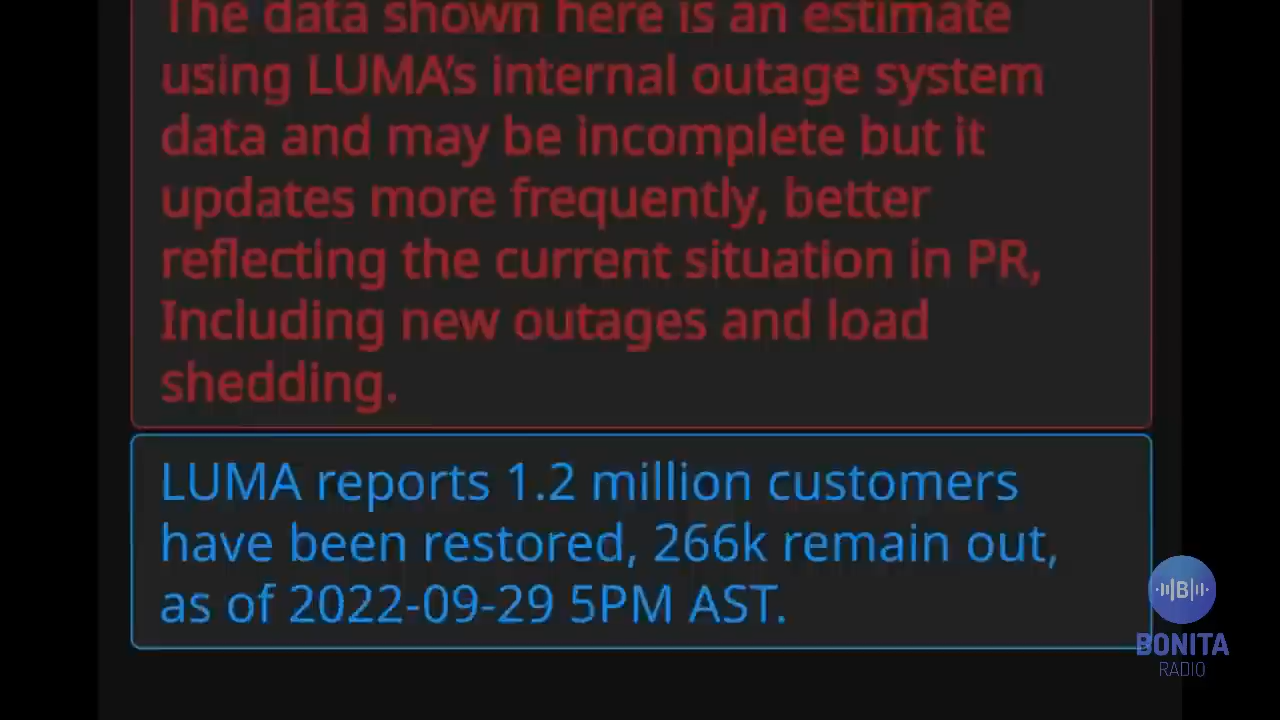 The data shown here is an estimate
using LUMA's internal outage system
data and may be incomplete but it
updates more frequently, better
reflecting the current situation in PR,
Including new outages and load
shedding.
LUMA reports 1.2 million customers
have been restored, 266k remain out,
as of 2022-09-29 5PM AST.
B
BONITA
RADIO